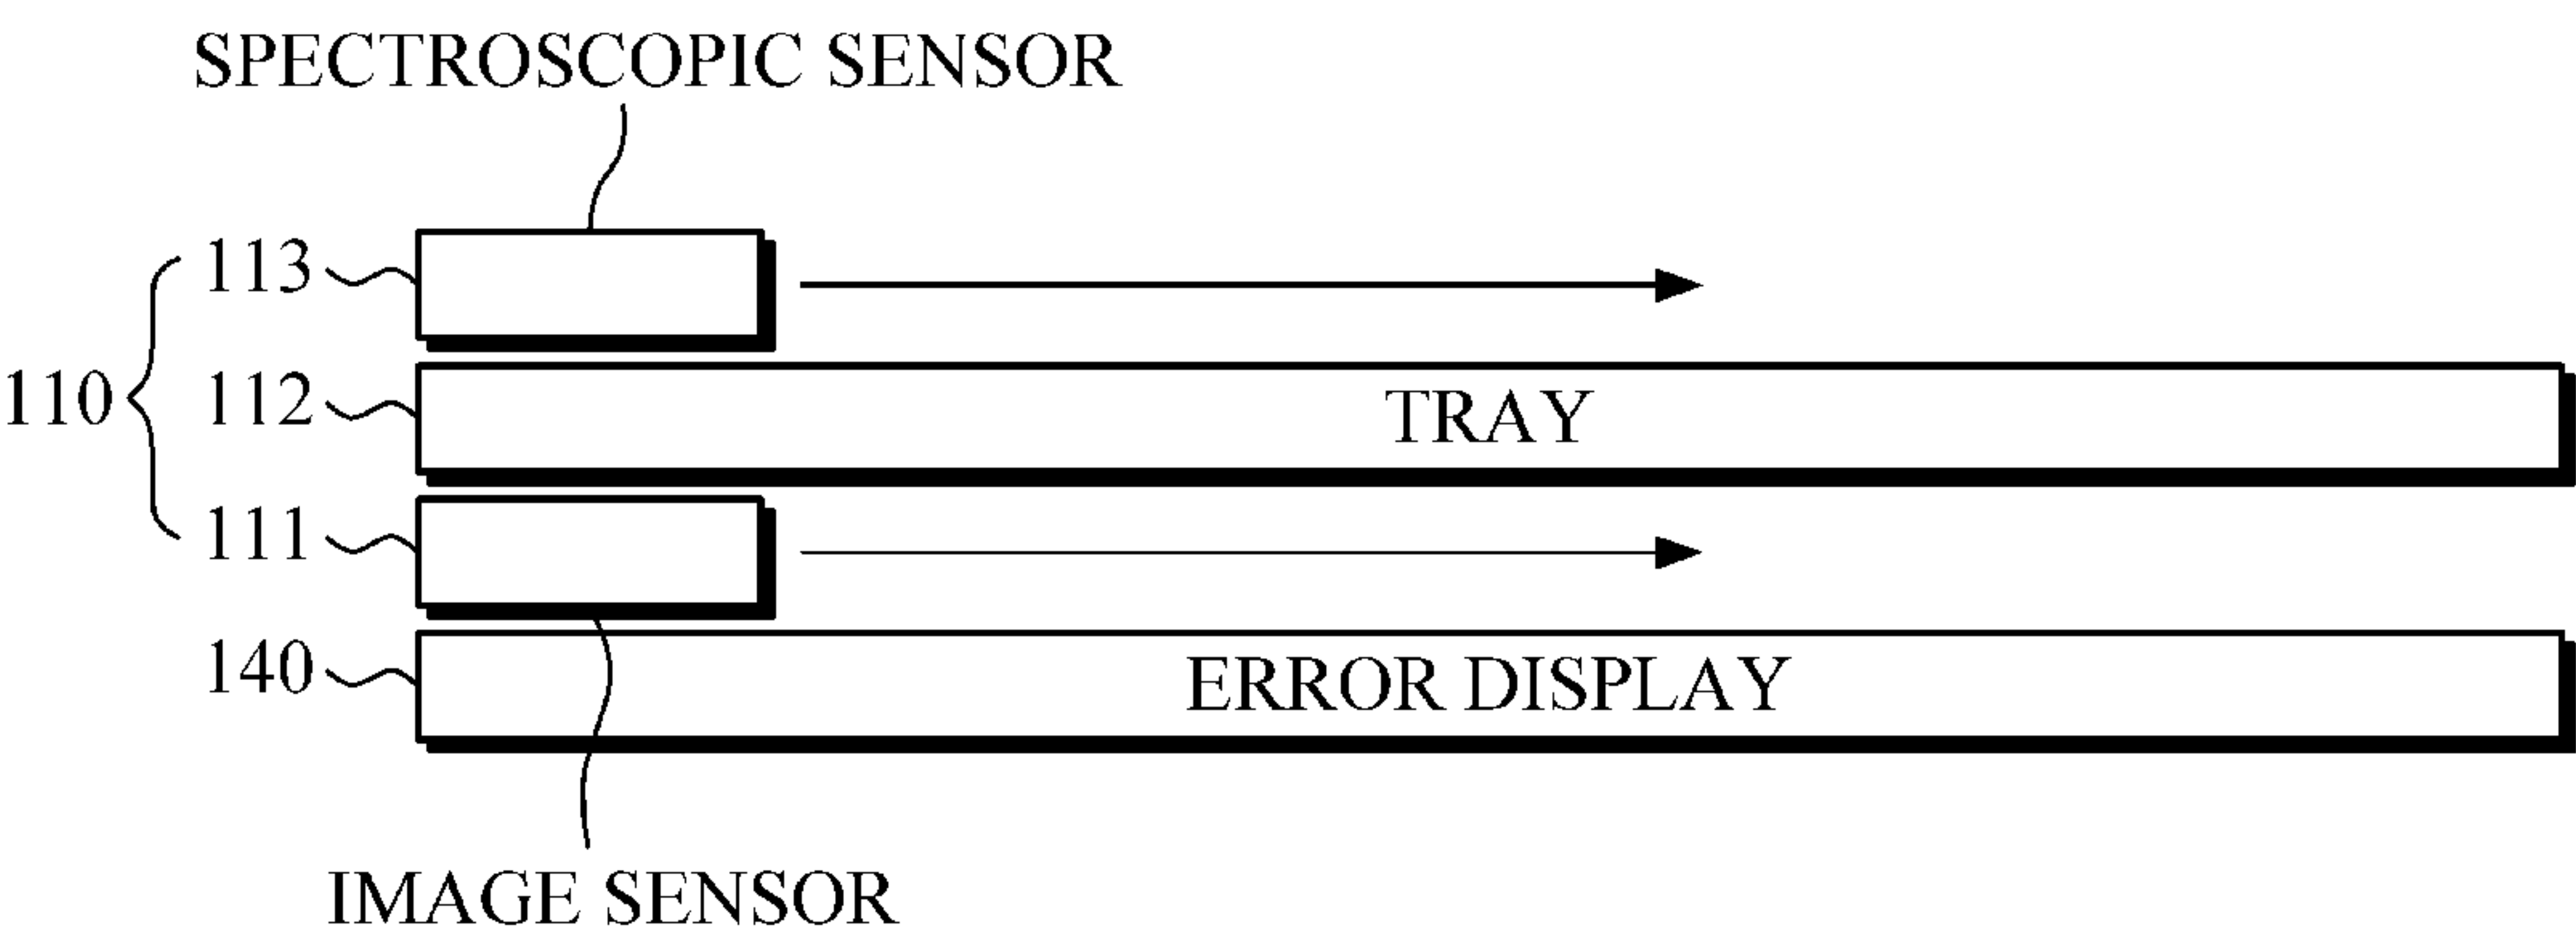 SPECTROSCOPIC SENSOR
113
110
112
TRAY
111
140
ERROR DISPLAY
IMAGE SENSOR